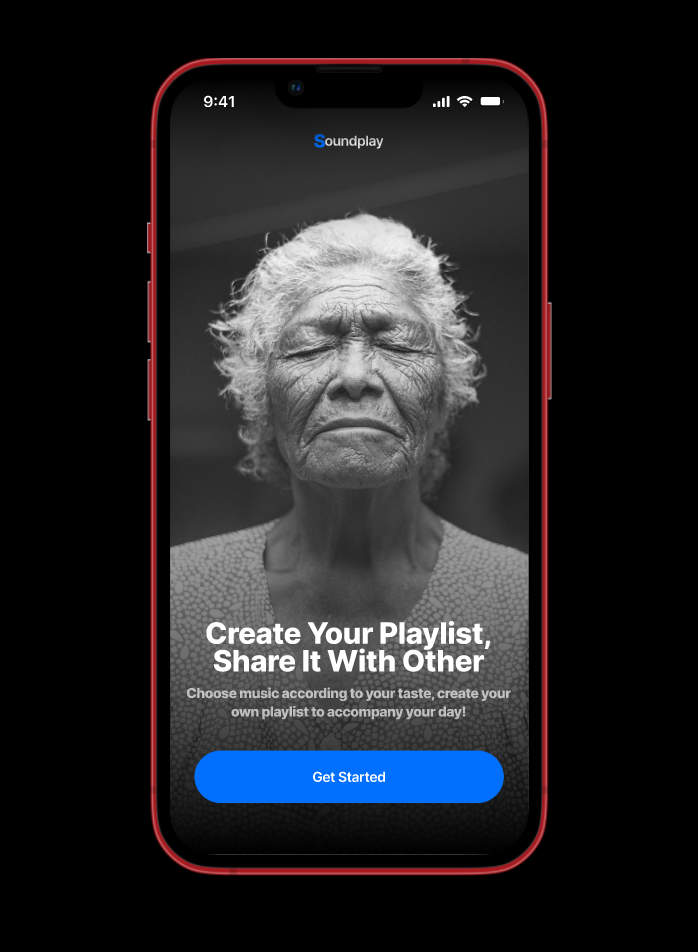 9:41
Soundplay
Create Your Playlist,
Share It With Other
Choose music according to your taste, create your
own playlist to accompany your day!
Get Started